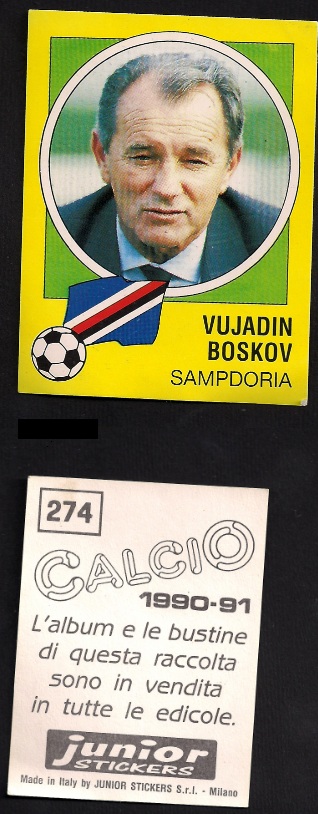 VUJADIN
BOSKOV
SAMPDORIA
274
CALCIO
1990-91
L'album e le bustine
di questa raccolta
sono in vendita
in tutte le edicole.
junior
STICKERS
Made in Italy by JUNIOR STICKERS S.r.l. - Milano